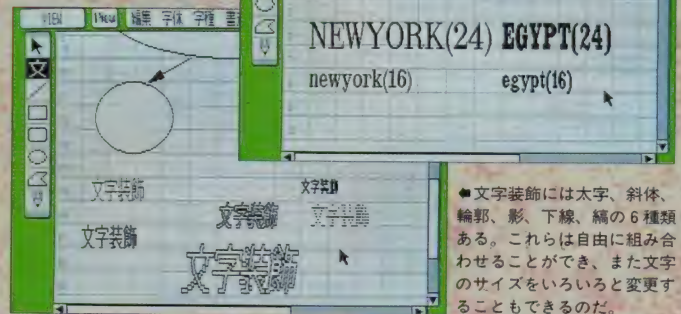 VIEW
編集 字体 字種
NEWYORK(24) EGYPT(24)
newyork(16) egypt(16)
文
文字装飾 文字装飾
文字装飾 文字装飾
文字装飾
文字装飾
文字装飾には太字、斜体、
輪郭、影、下線、縞の6種類
ある。これらは自由に組み合
わせることができ、また文字
のサイズをいろいろと変更す
ることもできるのだ。